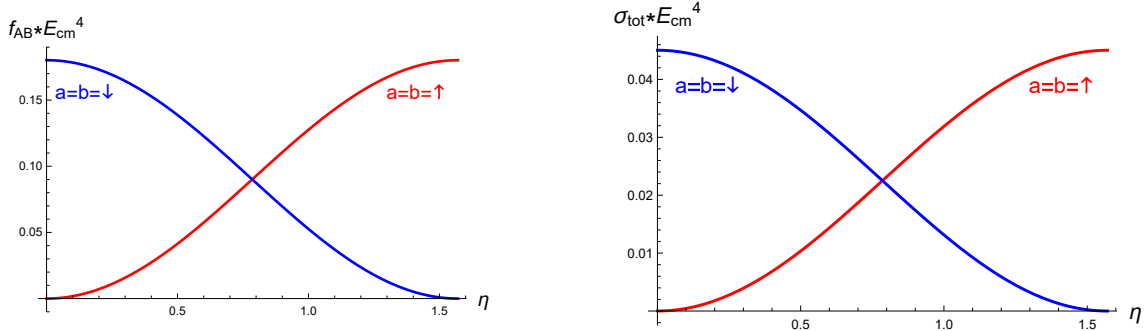 f_AB*E_cm^4
0.15
0.10
0.05
0.5
1.0
1.5
η
a=b=↓
a=b=↑
σ_tot*E_cm^4
0.04
0.03
0.02
0.01
0.5
1.0
1.5
η
a=b=↓
a=b=↑